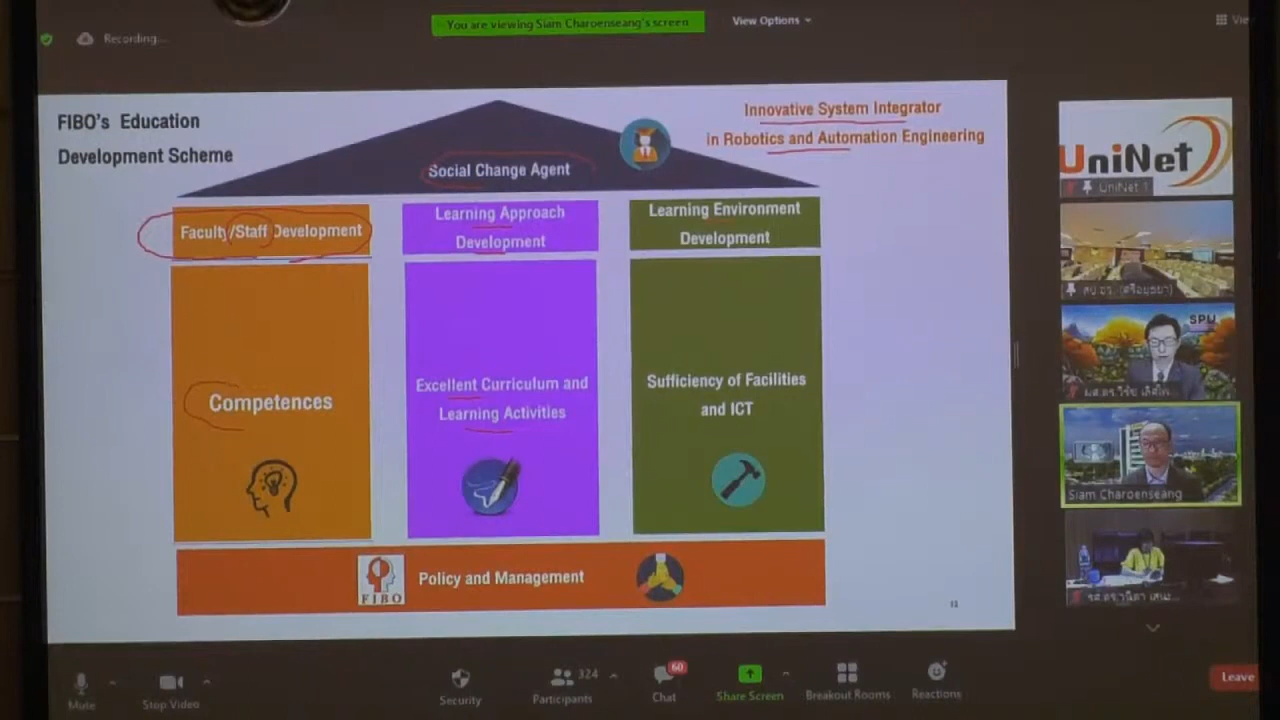 You are viewing Siam Charoenseang's screen
View Options
Recording...
FIBO's Education
Development Scheme
Innovative System Integrator
in Robotics and Automation Engineering
Social Change Agent
Faculty/Staff Development
Learning Approach
Development
Learning Environment
Development
Competences
Excellent Curriculum and
Learning Activities
Sufficiency of Facilities
and ICT
FIBO
Policy and Management
UniNet
UniNet 1
SPU
Siam Charoenseang
Mute
Stop Video
Security
324
Participants
60
Chat
Share Screen
Breakout Rooms
Reactions
Leave